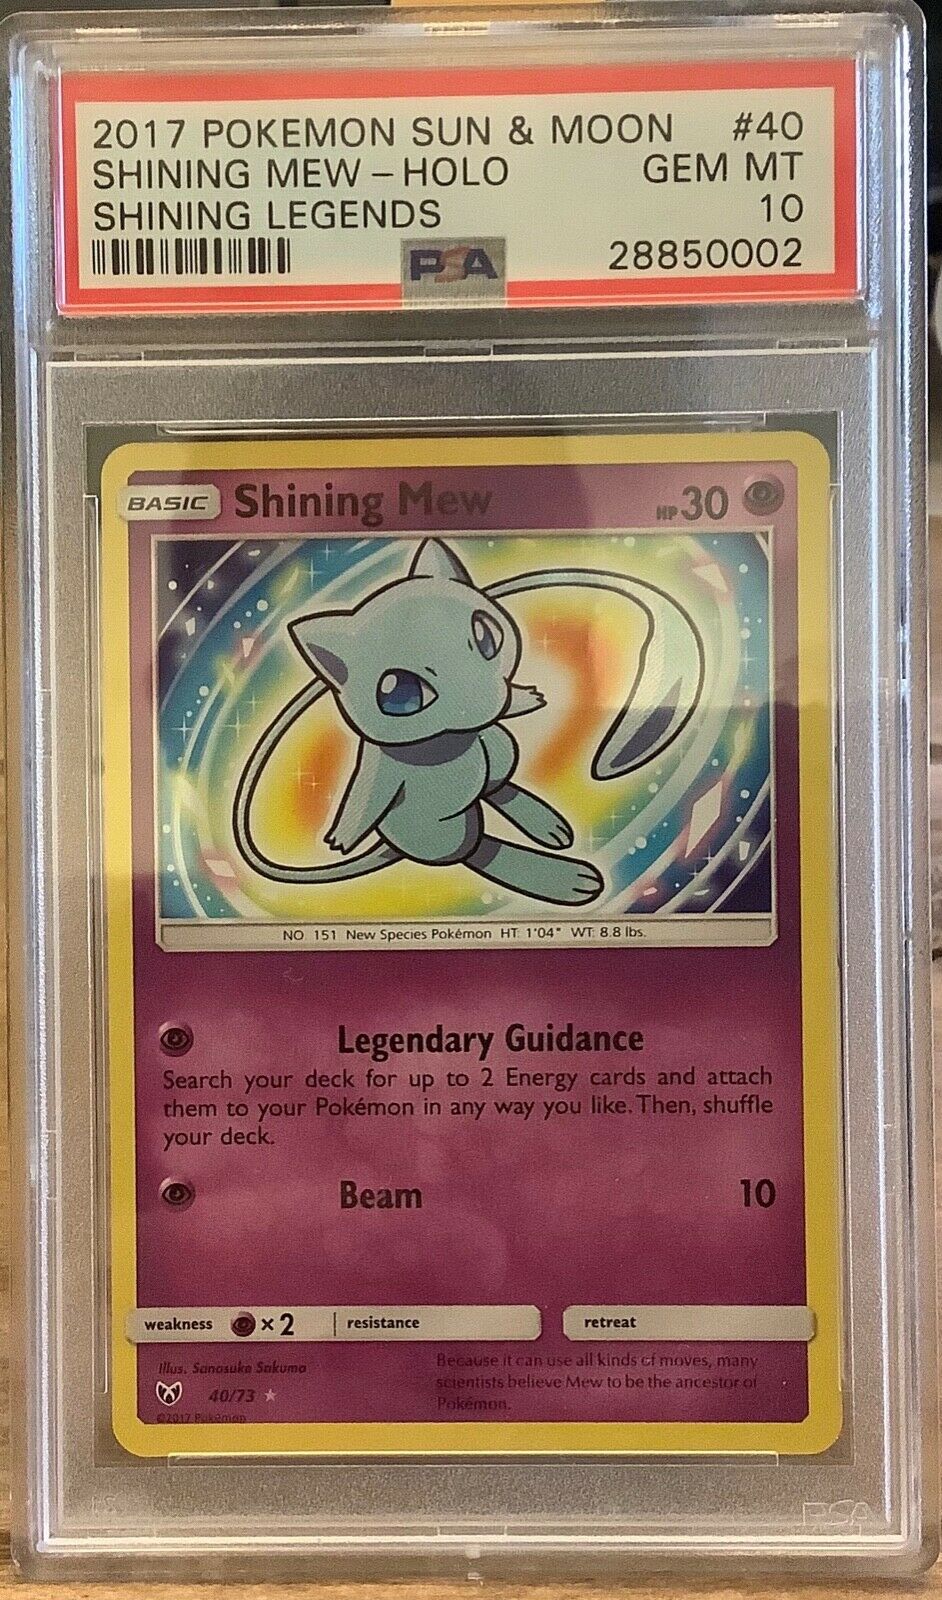 2017 POKEMON SUN & MOON #40
SHINING MEW – HOLO GEM MT
SHINING LEGENDS 10
PSA 28850002
BASIC Shining Mew HP 30
NO. 151 New Species Pokémon HT: 1'04" WT: 8.8 lbs.
Legendary Guidance
Search your deck for up to 2 Energy cards and attach
them to your Pokémon in any way you like. Then, shuffle
your deck.
Beam 10
weakness ×2 resistance retreat
Illus. Sanosuke Sakuma
Because it can use all kinds of moves, many
scientists believe Mew to be the ancestor of
Pokémon.
40/73
©2017 Pokémon
PSA